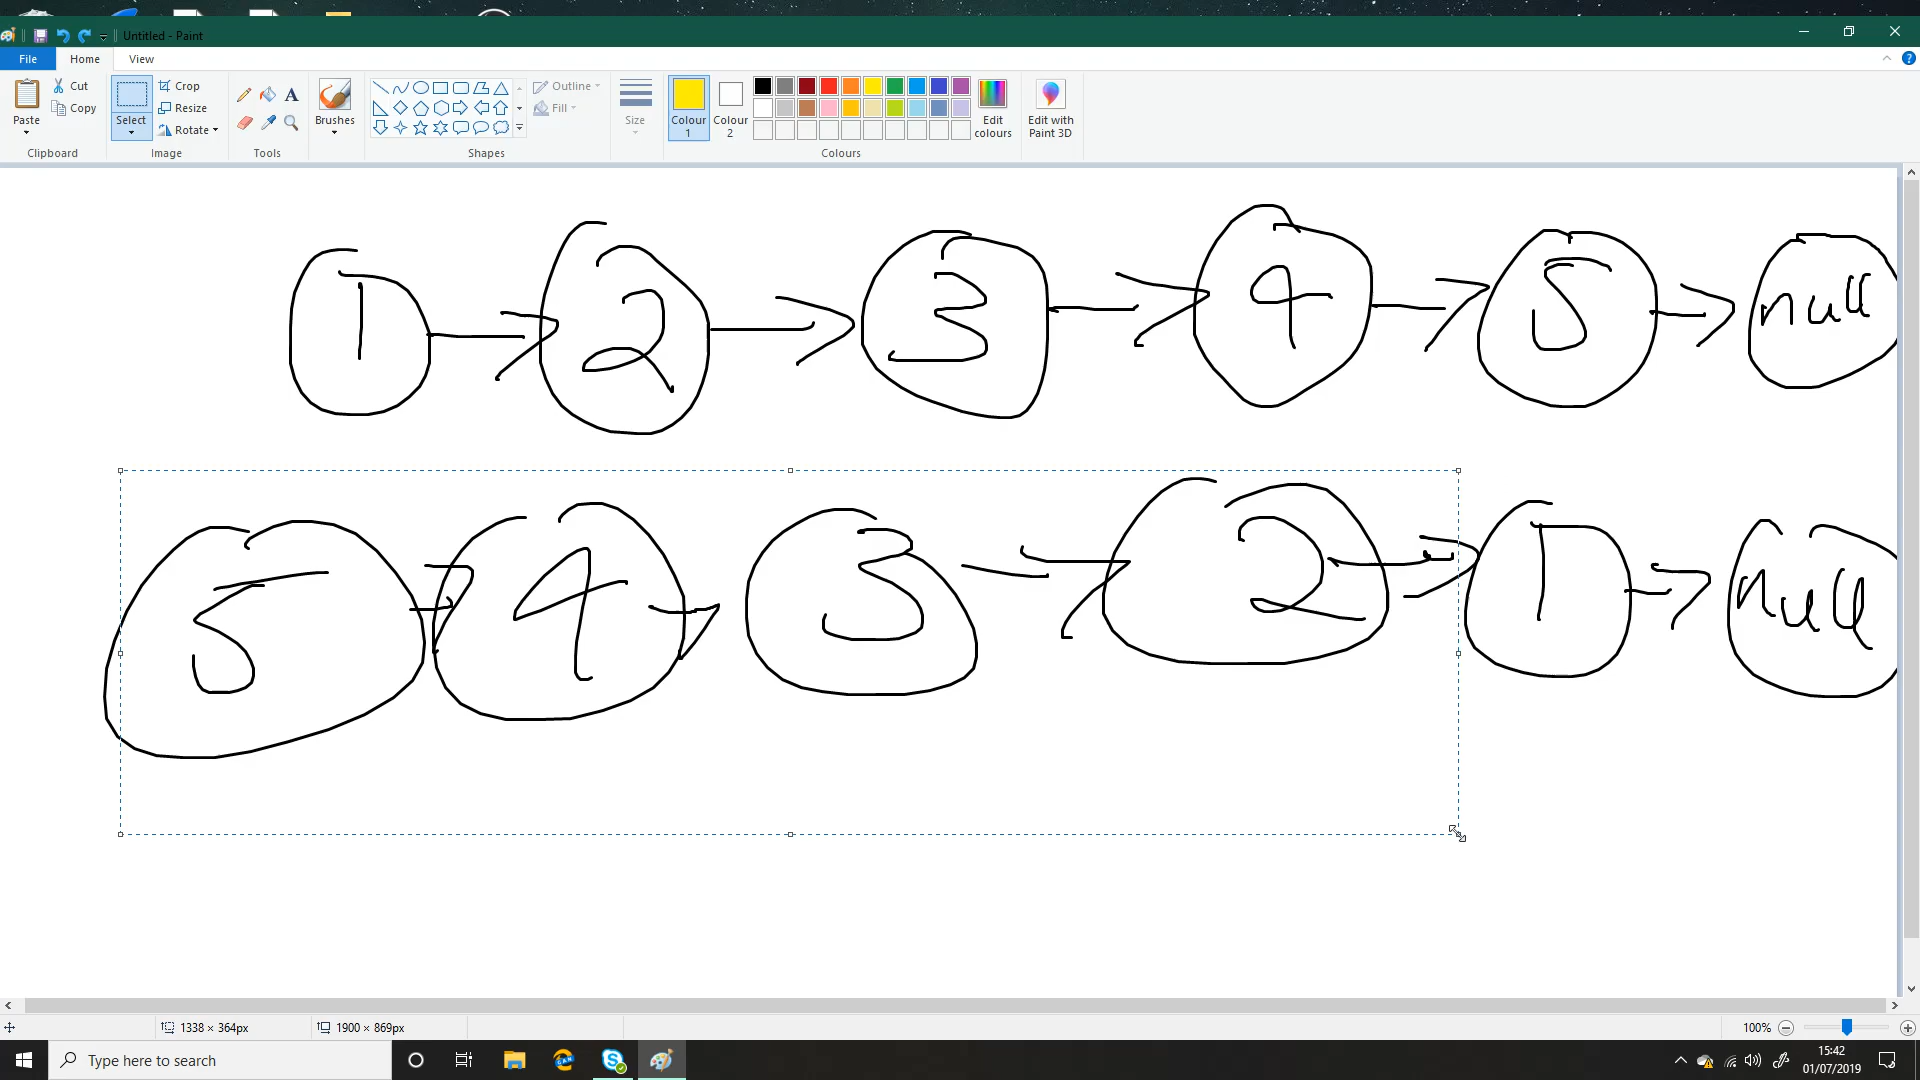 Untitled - Paint
File Home View
Paste
Cut
Copy
Clipboard
Select
Crop
Resize
Rotate
Image
A
Tools
Brushes
Shapes
Outline
Fill
Size
Colour 1
Colour 2
Edit colours
Colours
Edit with Paint 3D
1 2 3 4 5 null
5 4 3 2 1 null
1338 × 364px
1900 × 869px
100%
Type here to search
15:42
01/07/2019